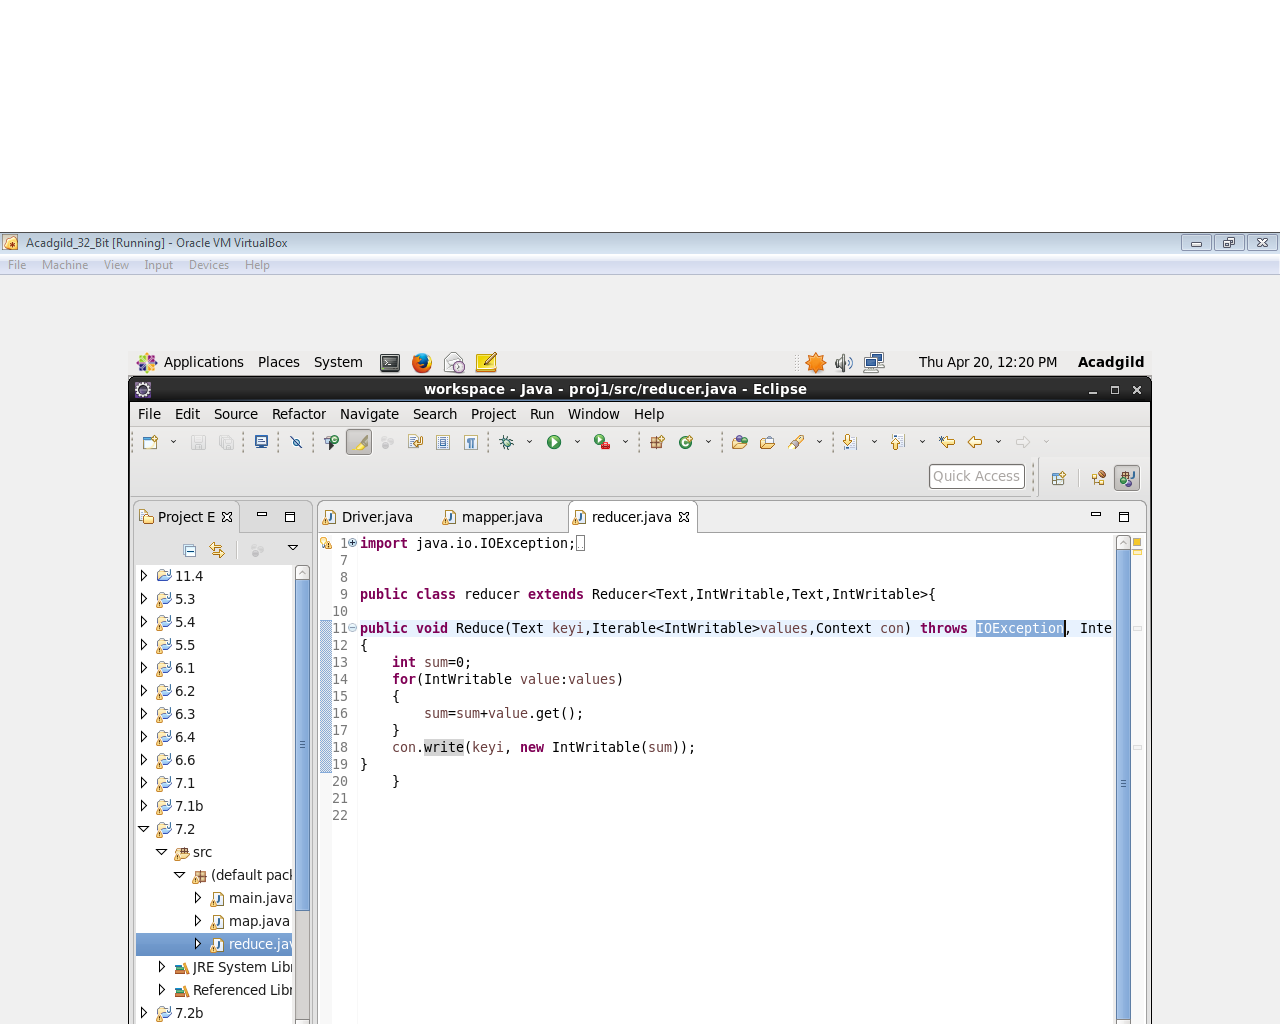 Acadgild_32_Bit [Running] - Oracle VM VirtualBox
File Machine View Input Devices Help
Applications Places System Thu Apr 20, 12:20 PM Acadgild
workspace - Java - proj1/src/reducer.java - Eclipse
File Edit Source Refactor Navigate Search Project Run Window Help
Quick Access
Project E
Driver.java mapper.java reducer.java
11.4
5.3
5.4
5.5
6.1
6.2
6.3
6.4
6.6
7.1
7.1b
7.2
src
(default pack
main.java
map.java
reduce.jav
JRE System Libr
Referenced Libr
7.2b
1 import java.io.IOException;
7
8
9 public class reducer extends Reducer<Text,IntWritable,Text,IntWritable>{
10
11 public void Reduce(Text keyi,Iterable<IntWritable>values,Context con) throws IOException, Inte
12 {
13 int sum=0;
14 for(IntWritable value:values)
15 {
16 sum=sum+value.get();
17 }
18 con.write(keyi, new IntWritable(sum));
19 }
20 }
21
22